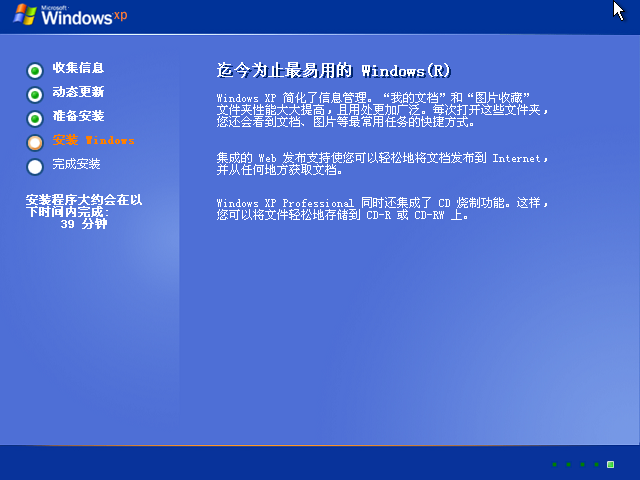 Microsoft
Windows xp
收集信息
动态更新
准备安装
安装 Windows
完成安装
安装程序大约会在以
下时间内完成:
39 分钟
迄今为止最易用的 Windows(R)
Windows XP 简化了信息管理。“我的文档”和“图片收藏”
文件夹性能大大提高，且用处更加广泛。每次打开这些文件夹，
您还会看到文档、图片等最常用任务的快捷方式。
集成的 Web 发布支持使您可以轻松地将文档发布到 Internet，
并从任何地方获取文档。
Windows XP Professional 同时还集成了 CD 烧制功能。这样，
您可以将文件轻松地存储到 CD-R 或 CD-RW 上。